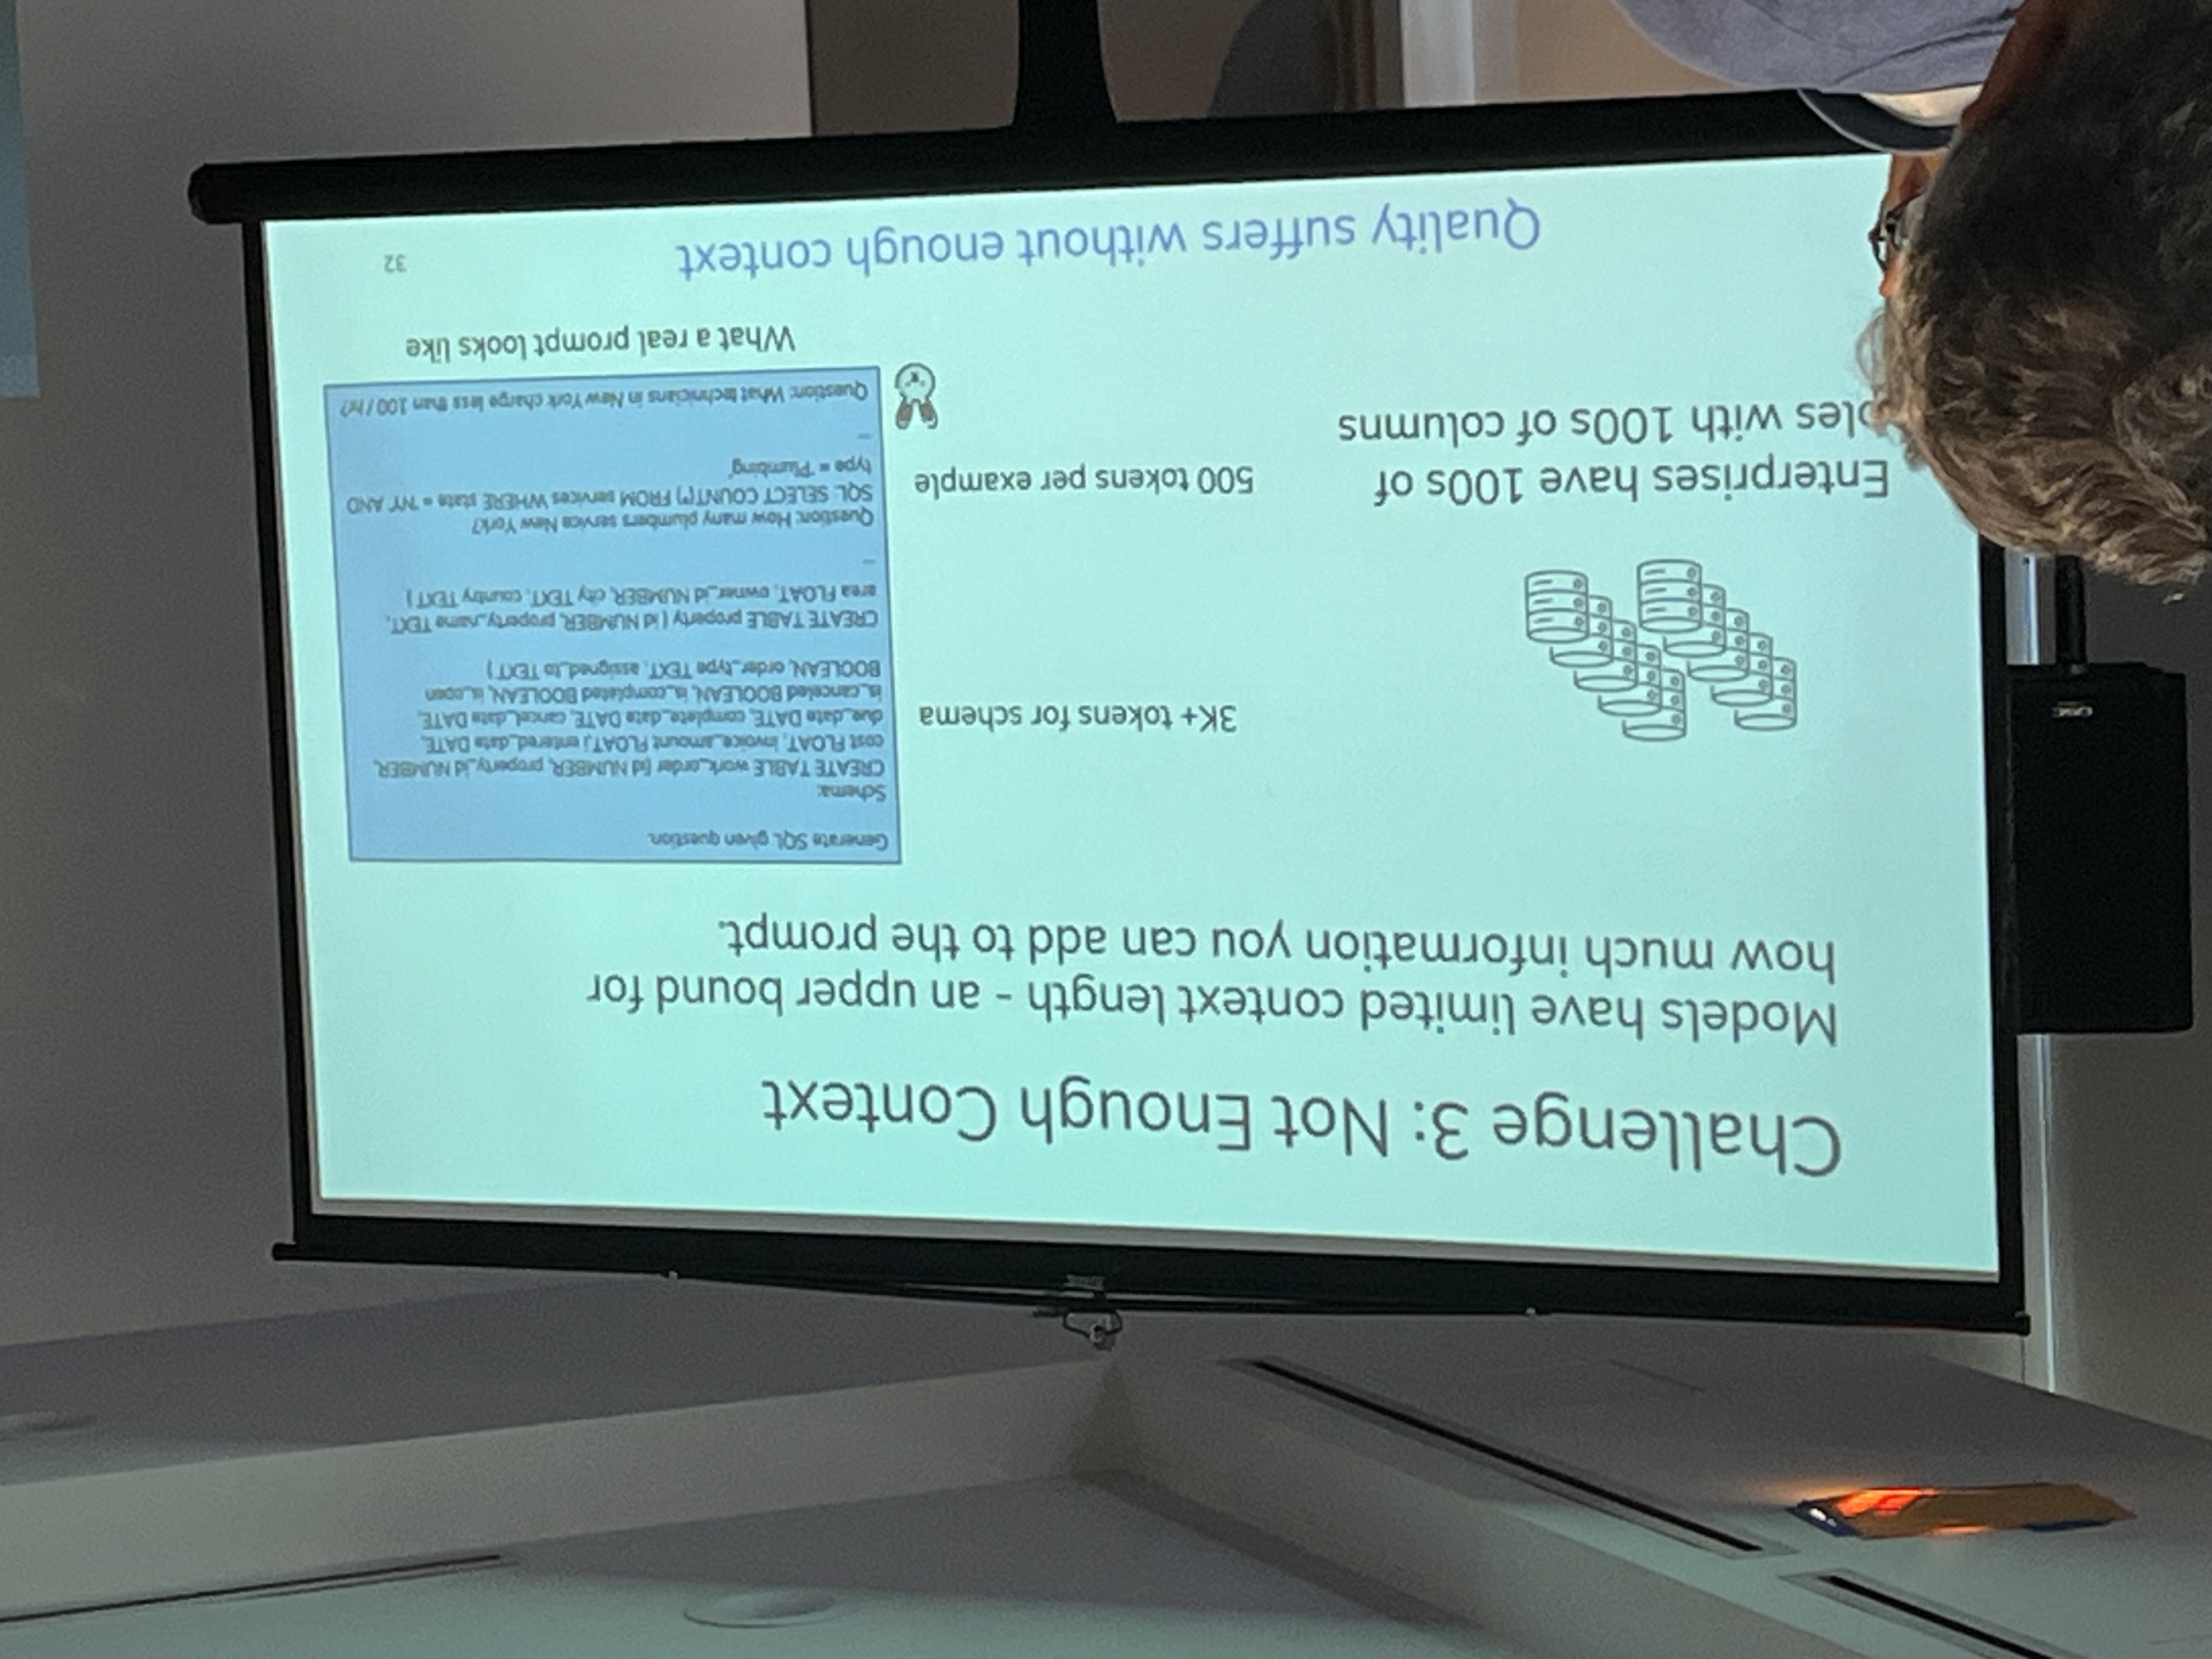 Challenge 3: Not Enough Context
Models have limited context length - an upper bound for
how much information you can add to the prompt.
Generate SQL given question.
Schema:
CREATE TABLE work_order (id NUMBER, property_id NUMBER,
cost FLOAT, invoice_amount FLOAT,i entered_date DATE,
due_date DATE, complete_date DATE, cancel_date DATE,
is_canceled BOOLEAN, is_completed BOOLEAN, is_open
BOOLEAN, order_type TEXT, assigned_to TEXT )
CREATE TABLE property ( id NUMBER, property_name TEXT,
area FLOAT, owner_id NUMBER, city TEXT, country TEXT )
...
Question: How many plumbers service New York?
SQL: SELECT COUNT(*) FROM services WHERE state = 'NY' AND
type = 'Plumbing'
...
Question: What technicians in New York charge less than 100 / hr?
3K+ tokens for schema
500 tokens per example
What a real prompt looks like
Enterprises have 100s of
bles with 100s of columns
Quality suffers without enough context
32
QSC